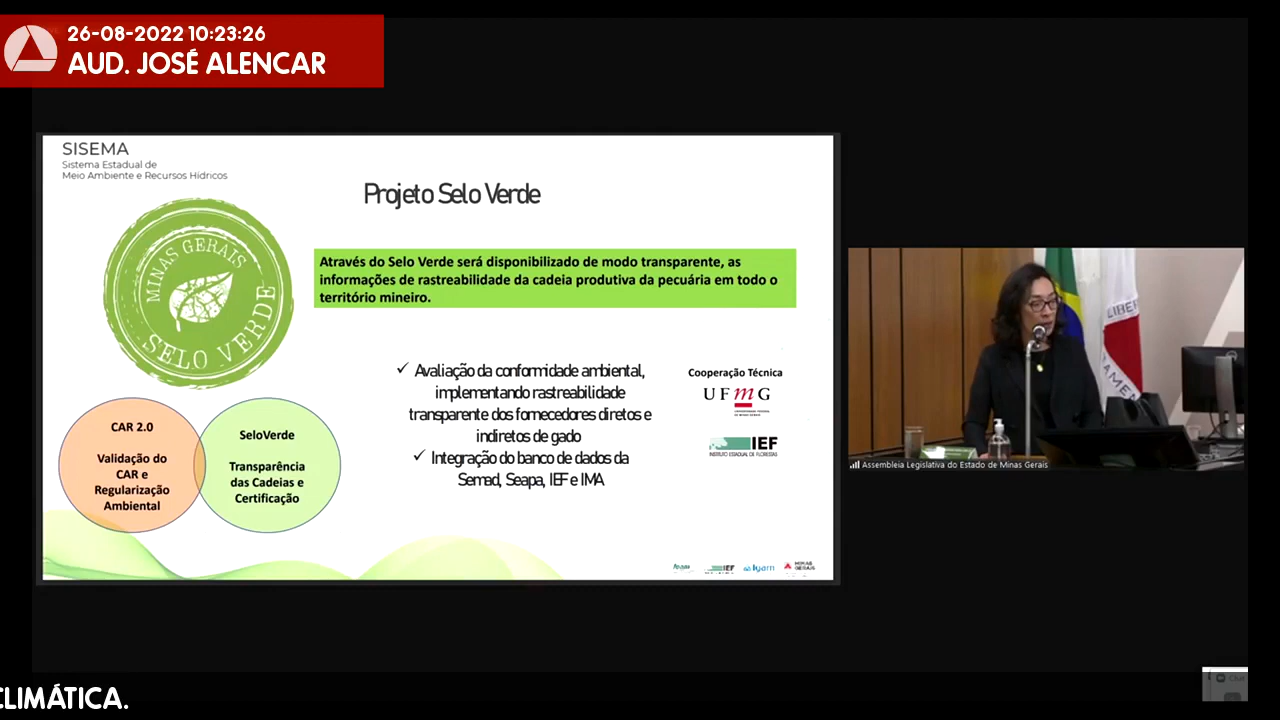 26-08-2022 10:23:26
AUD. JOSÉ ALENCAR
SISEMA
Sistema Estadual de
Meio Ambiente e Recursos Hídricos
Projeto Selo Verde
MINAS GERAIS
SELO VERDE
Através do Selo Verde será disponibilizado de modo transparente, as
informações de rastreabilidade da cadeia produtiva da pecuária em todo o
território mineiro.
✓ Avaliação da conformidade ambiental,
implementando rastreabilidade
transparente dos fornecedores diretos e
indiretos de gado
✓ Integração do banco de dados da
Semad, Seapa, IEF e IMA
Cooperação Técnica
UFMG
IEF
INSTITUTO ESTADUAL DE FLORESTAS
CAR 2.0
Validação do
CAR e
Regularização
Ambiental
SeloVerde
Transparência
das Cadeias e
Certificação
IEF
igam
MINAS
GERAIS
LIBER
AMEN
Assembleia Legislativa do Estado de Minas Gerais
CLIMÁTICA.